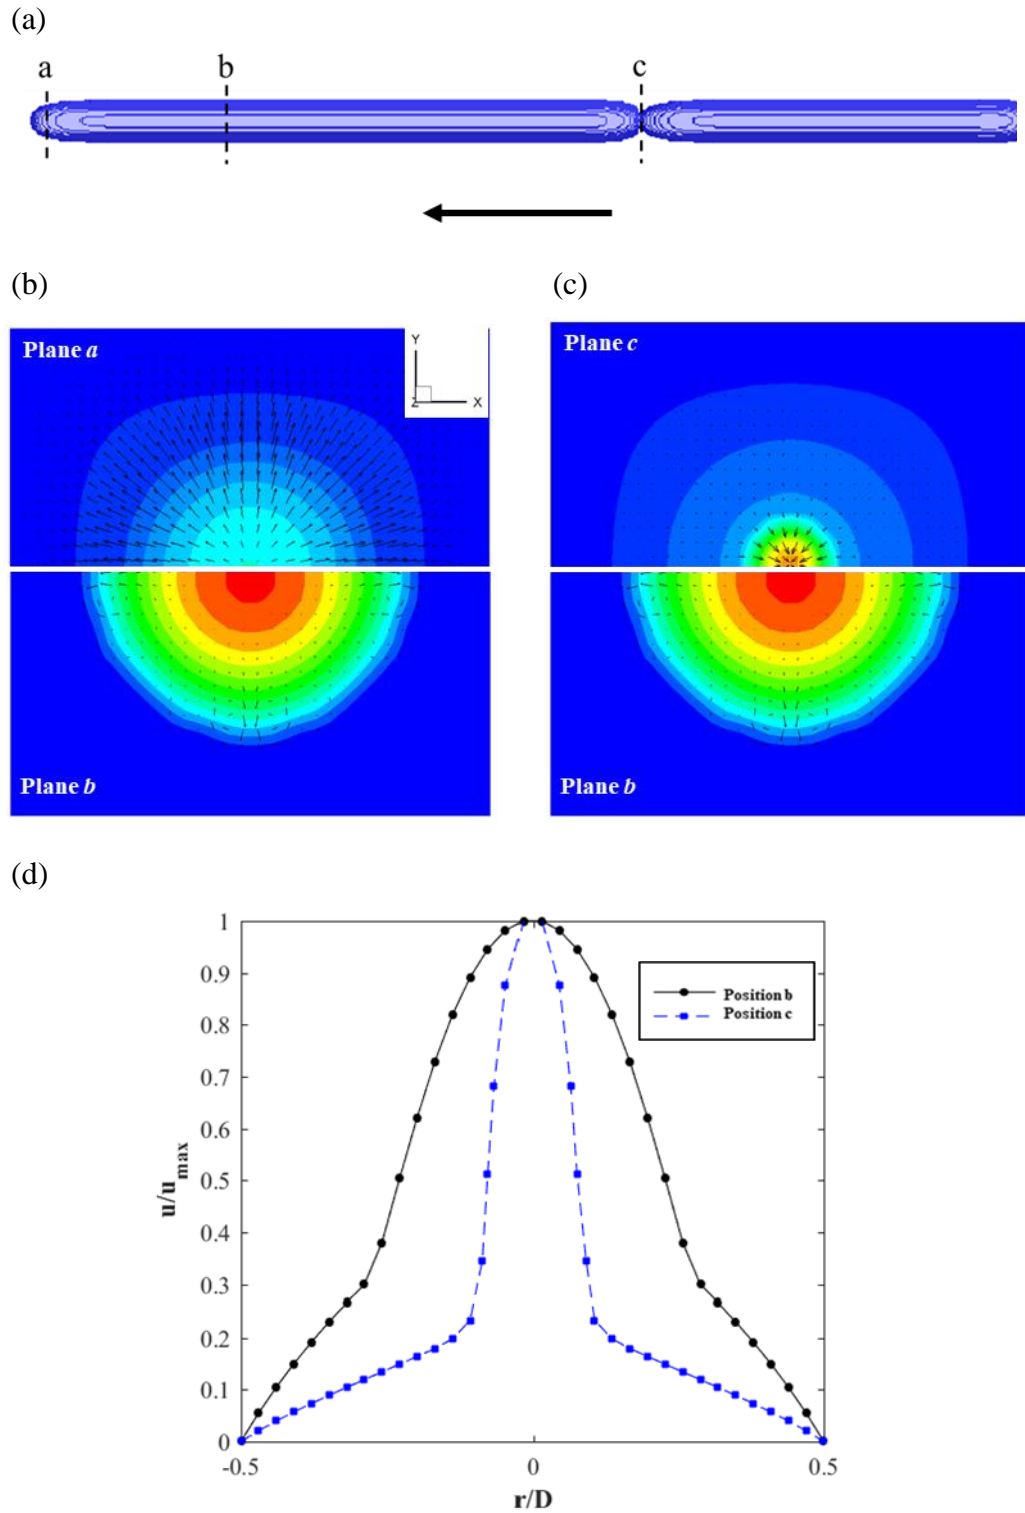 (a)
a
b
c
(b)
(c)
Plane a
Y
Z
X
Plane c
Plane b
Plane b
(d)
1
0.9
0.8
0.7
0.6
0.5
0.4
0.3
0.2
0.1
0
u/u_max
Position b
Position c
-0.5
0
0.5
r/D